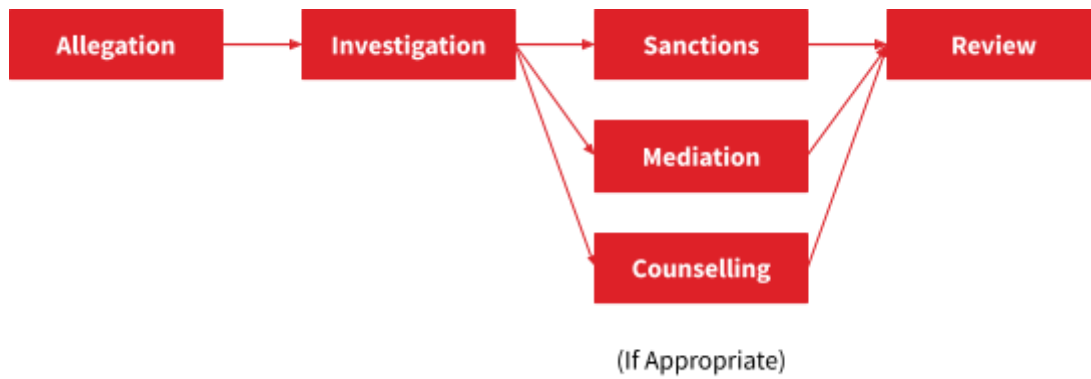 Allegation
Investigation
Sanctions
Review
Mediation
Counselling
(If Appropriate)